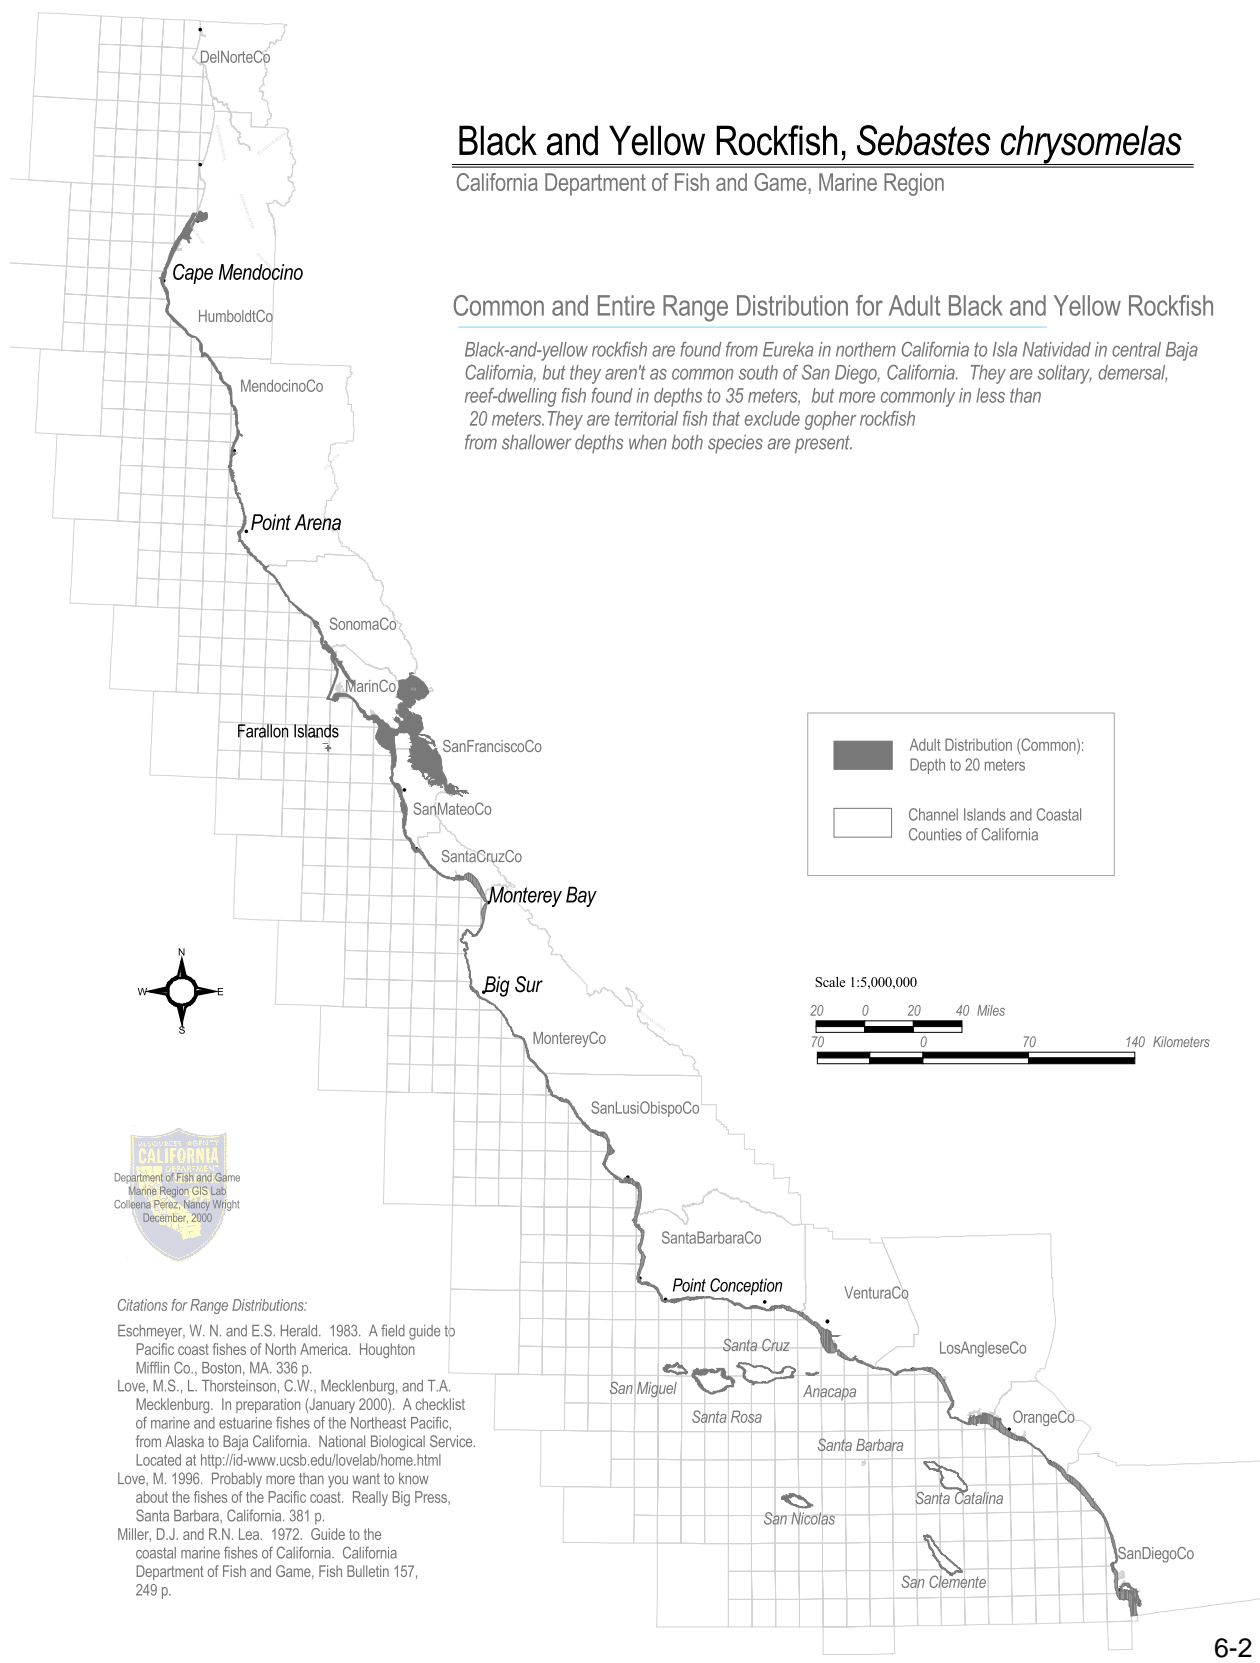 DelNorteCo
Black and Yellow Rockfish, Sebastes chrysomelas
California Department of Fish and Game, Marine Region
Cape Mendocino
HumboldtCo
Common and Entire Range Distribution for Adult Black and Yellow Rockfish
Black-and-yellow rockfish are found from Eureka in northern California to Isla Natividad in central Baja
California, but they aren't as common south of San Diego, California. They are solitary, demersal,
reef-dwelling fish found in depths to 35 meters, but more commonly in less than
20 meters.They are territorial fish that exclude gopher rockfish
from shallower depths when both species are present.
MendocinoCo
Point Arena
SonomaCo
MarinCo
Farallon Islands
SanFranciscoCo
SanMateoCo
SantaCruzCo
Monterey Bay
Big Sur
MontereyCo
SanLusiObispoCo
SantaBarbaraCo
Point Conception
VenturaCo
Santa Cruz
LosAngleseCo
San Miguel
Anacapa
Santa Rosa
OrangeCo
Santa Barbara
Santa Catalina
San Nicolas
SanDiegoCo
San Clemente
Adult Distribution (Common):
Depth to 20 meters
Channel Islands and Coastal
Counties of California
N
W E
S
Scale 1:5,000,000
20 0 20 40 Miles
70 0 70 140 Kilometers
RESOURCES AGENCY
CALIFORNIA
DEPARTMENT
Department of Fish and Game
Marine Region GIS Lab
Colleena Perez, Nancy Wright
December, 2000
Citations for Range Distributions:
Eschmeyer, W. N. and E.S. Herald. 1983. A field guide to
Pacific coast fishes of North America. Houghton
Mifflin Co., Boston, MA. 336 p.
Love, M.S., L. Thorsteinson, C.W., Mecklenburg, and T.A.
Mecklenburg. In preparation (January 2000). A checklist
of marine and estuarine fishes of the Northeast Pacific,
from Alaska to Baja California. National Biological Service.
Located at http://id-www.ucsb.edu/lovelab/home.html
Love, M. 1996. Probably more than you want to know
about the fishes of the Pacific coast. Really Big Press,
Santa Barbara, California. 381 p.
Miller, D.J. and R.N. Lea. 1972. Guide to the
coastal marine fishes of California. California
Department of Fish and Game, Fish Bulletin 157,
249 p.
6-2